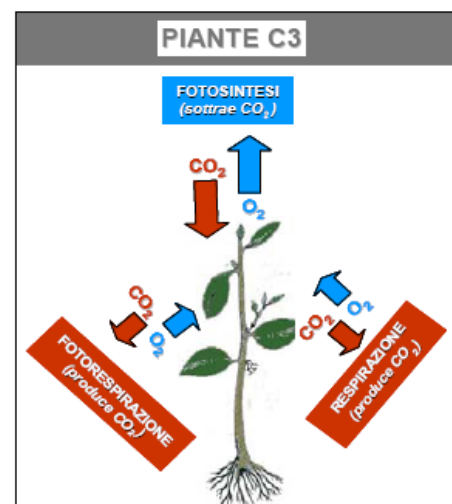 PIANTE C3
FOTOSINTESI
(sottrae CO₂)
CO₂
O₂
CO₂
O₂
FOTORESPIRAZIONE
(produce CO₂)
O₂
CO₂
RESPIRAZIONE
(produce CO₂)